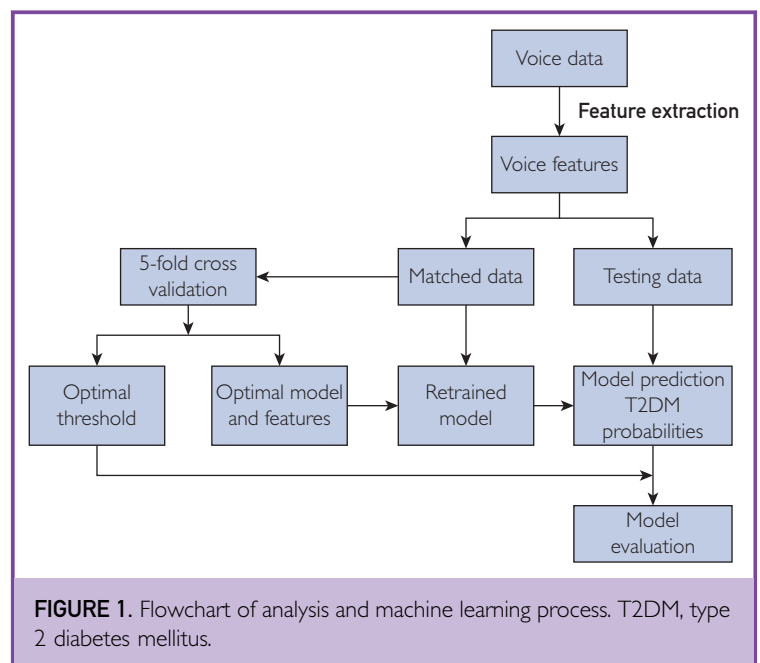 Voice data
Feature extraction
Voice features
5-fold cross
validation
Matched data
Testing data
Optimal
threshold
Optimal model
and features
Retrained
model
Model prediction
T2DM
probabilities
Model
evaluation
FIGURE 1. Flowchart of analysis and machine learning process. T2DM, type
2 diabetes mellitus.